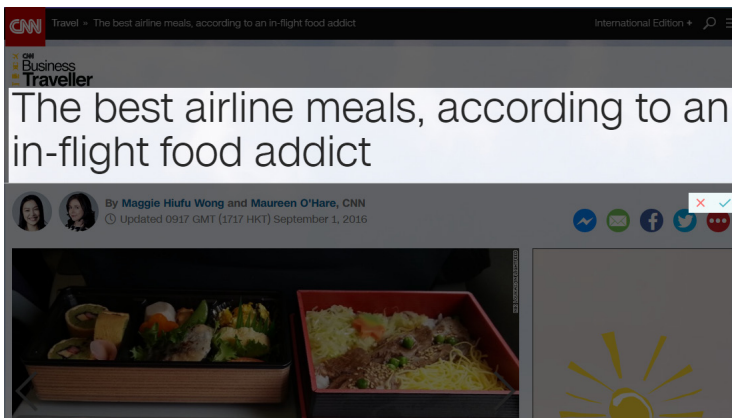 CNN Travel » The best airline meals, according to an in-flight food addict International Edition +
CNN
Business
Traveller
The best airline meals, according to an
in-flight food addict
By Maggie Hiufu Wong and Maureen O'Hare, CNN
Updated 0917 GMT (1717 HKT) September 1, 2016